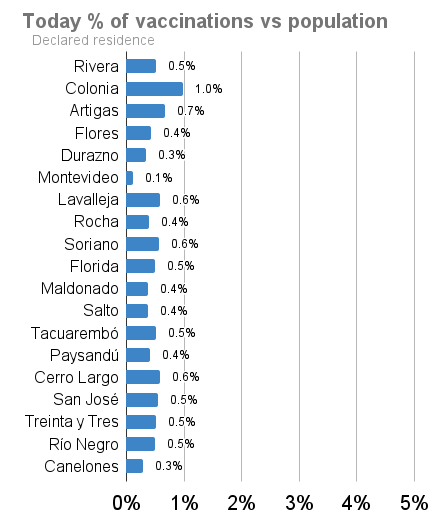 Today % of vaccinations vs population
Declared residence
Rivera 0.5%
Colonia 1.0%
Artigas 0.7%
Flores 0.4%
Durazno 0.3%
Montevideo 0.1%
Lavalleja 0.6%
Rocha 0.4%
Soriano 0.6%
Florida 0.5%
Maldonado 0.4%
Salto 0.4%
Tacuarembó 0.5%
Paysandú 0.4%
Cerro Largo 0.6%
San José 0.5%
Treinta y Tres 0.5%
Río Negro 0.5%
Canelones 0.3%
0% 1% 2% 3% 4% 5%